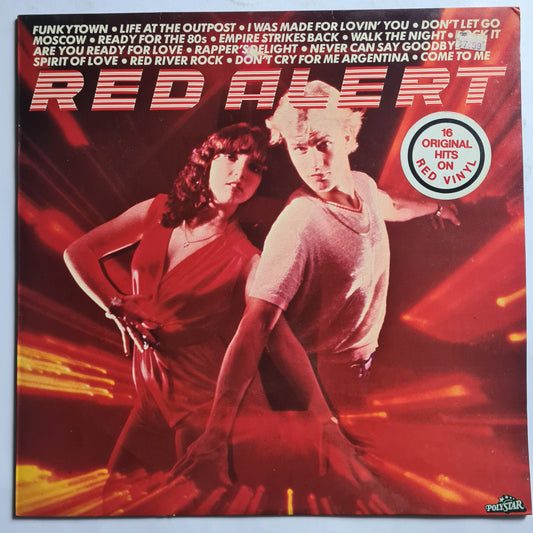 FUNKYTOWN • LIFE AT THE OUTPOST • I WAS MADE FOR LOVIN' YOU • DON'T LET GO
MOSCOW • READY FOR THE 80s • EMPIRE STRIKES BACK • WALK THE NIGHT • IT
ARE YOU READY FOR LOVE • RAPPER'S DELIGHT • NEVER CAN SAY GOODBYE
SPIRIT OF LOVE • RED RIVER ROCK • DON'T CRY FOR ME ARGENTINA • COME TO ME
RED ALERT
16
ORIGINAL
HITS
ON
RED VINYL
POLYSTAR